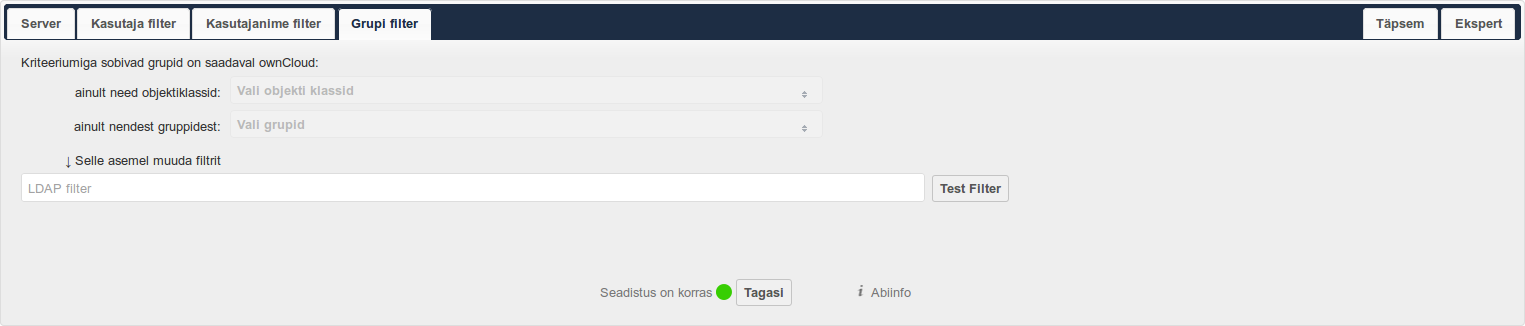 Server Kasutaja filter Kasutajanime filter Grupi filter Täpsem Ekspert
Kriteeriumiga sobivad grupid on saadaval ownCloud:
ainult need objektiklassid: Vali objekti klassid
ainult nendest gruppidest: Vali grupid
↓ Selle asemel muuda filtrit
LDAP filter Test Filter
Seadistus on korras Tagasi i Abiinfo